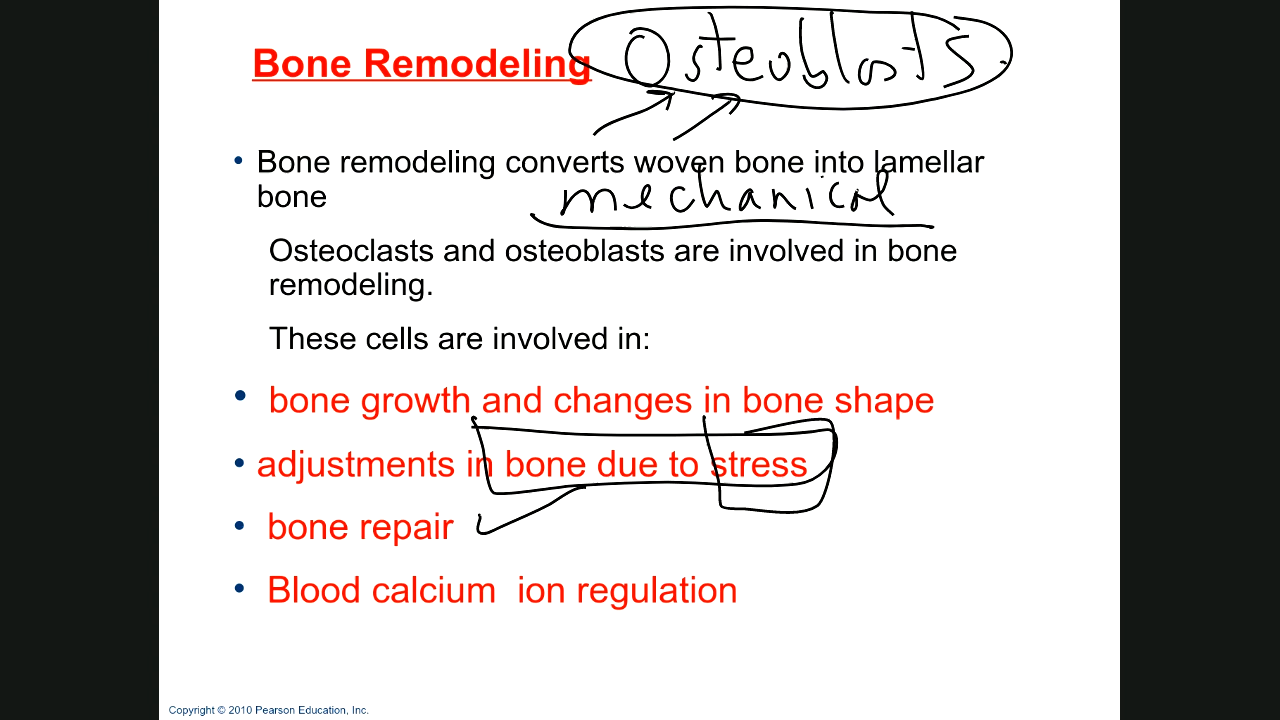 Bone Remodeling Osteoblasts
• Bone remodeling converts woven bone into lamellar
bone
mechanical
Osteoclasts and osteoblasts are involved in bone
remodeling.
These cells are involved in:
• bone growth and changes in bone shape
• adjustments in bone due to stress
• bone repair
• Blood calcium ion regulation
Copyright © 2010 Pearson Education, Inc.